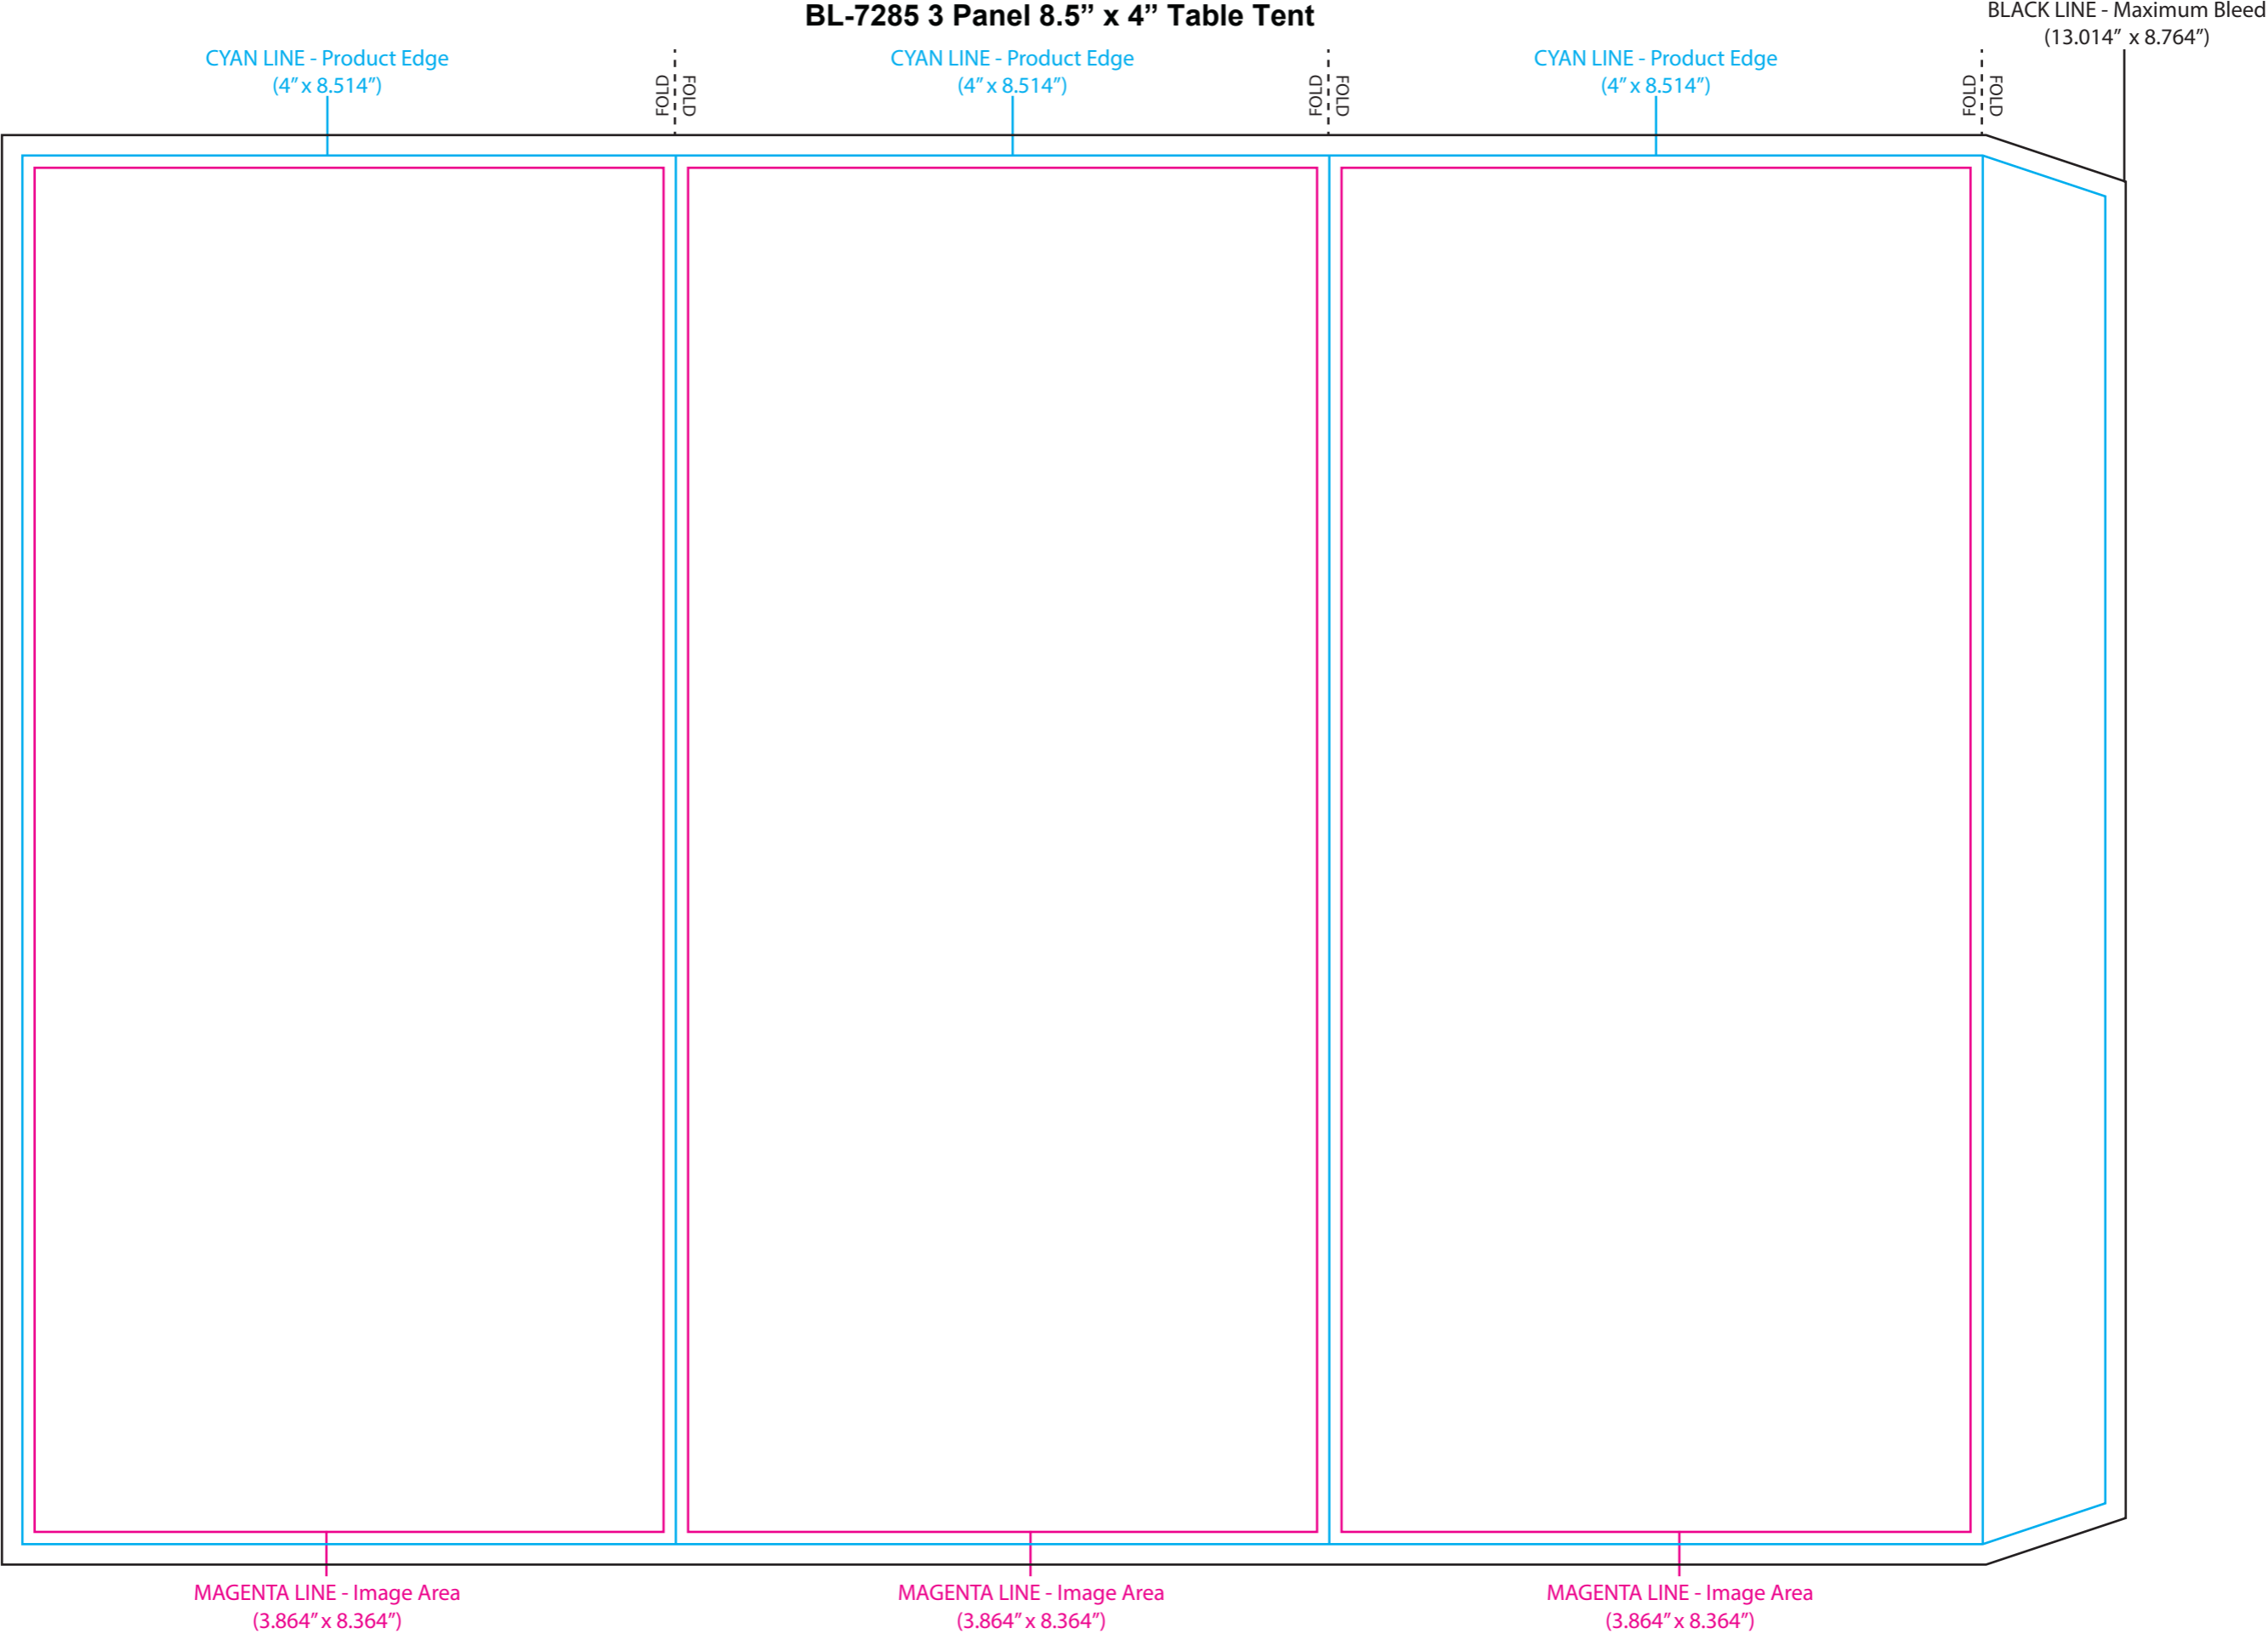 BL-7285 3 Panel 8.5” x 4” Table Tent
BLACK LINE - Maximum Bleed
(13.014” x 8.764”)
CYAN LINE - Product Edge
(4” x 8.514”)
FOLD
FOLD
CYAN LINE - Product Edge
(4” x 8.514”)
FOLD
FOLD
CYAN LINE - Product Edge
(4” x 8.514”)
FOLD
FOLD
MAGENTA LINE - Image Area
(3.864” x 8.364”)
MAGENTA LINE - Image Area
(3.864” x 8.364”)
MAGENTA LINE - Image Area
(3.864” x 8.364”)